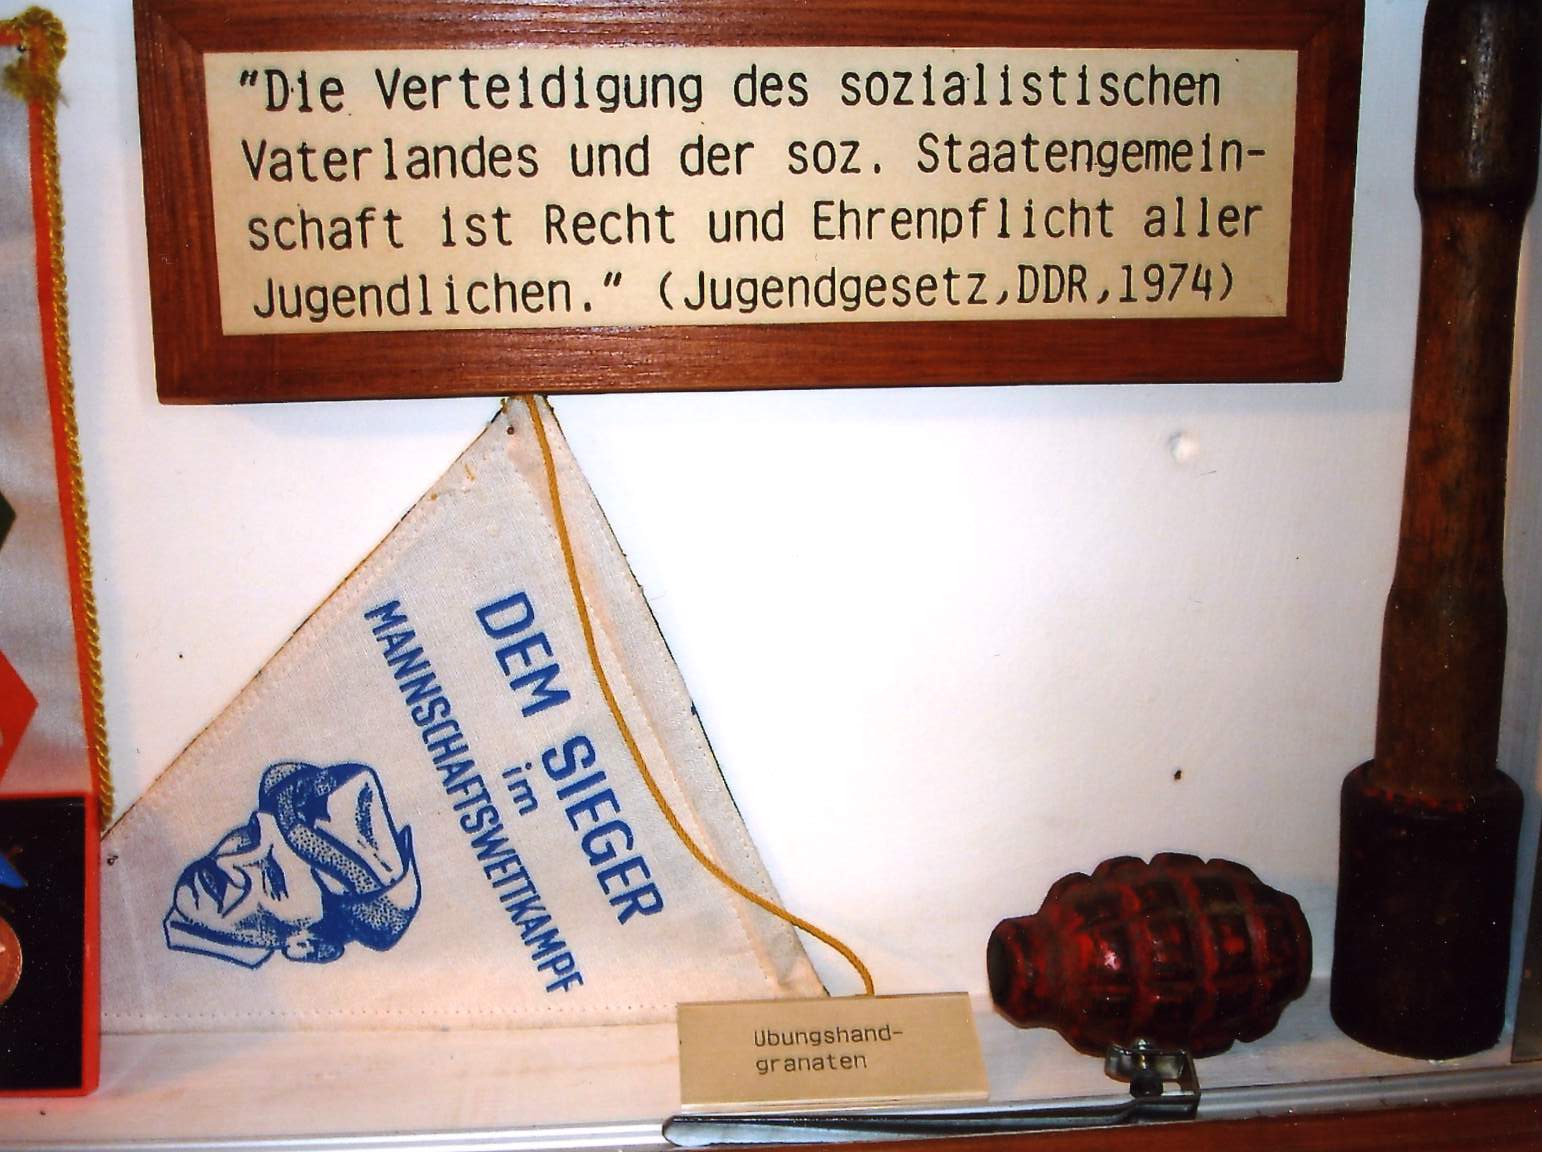 "Die Verteidigung des sozialistischen
Vaterlandes und der soz. Staatengemein-
schaft ist Recht und Ehrenpflicht aller
Jugendlichen." (Jugendgesetz,DDR,1974)
DEM SIEGER
im
MANNSCHAFTSWETTKAMPF
Übungshand-
granaten